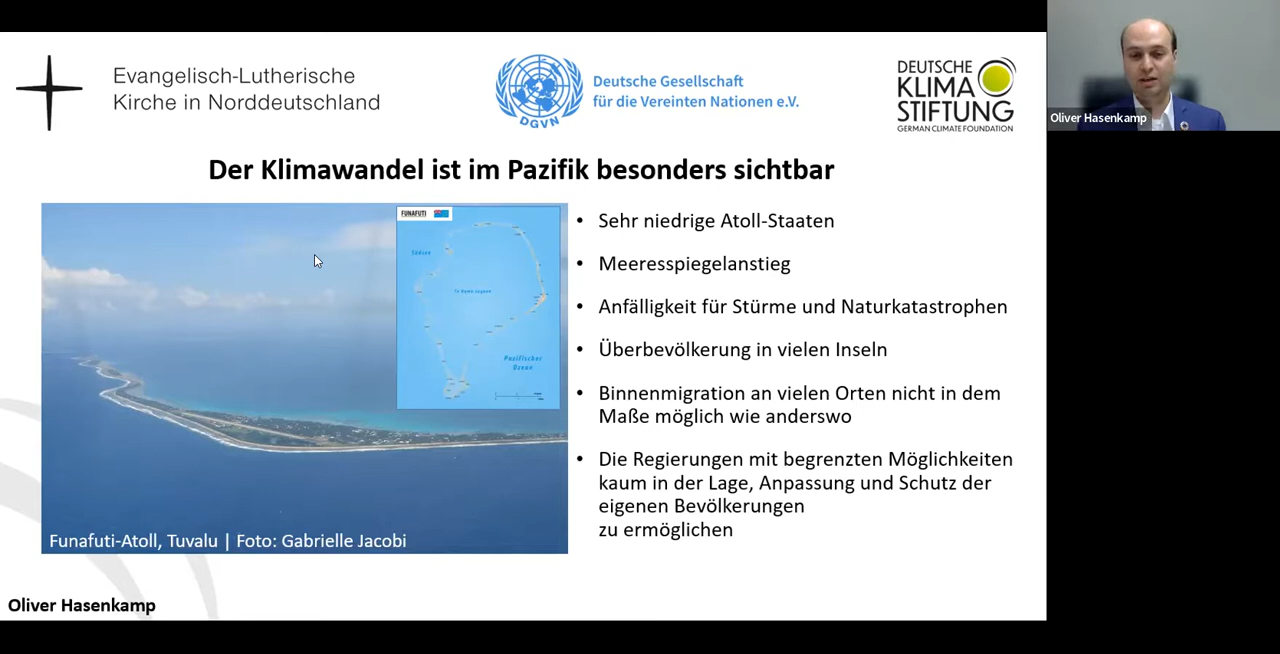 Evangelisch-Lutherische
Kirche in Norddeutschland
DGVN
Deutsche Gesellschaft
für die Vereinten Nationen e.V.
DEUTSCHE
KLIMA
STIFTUNG
GERMAN CLIMATE FOUNDATION
Oliver Hasenkamp
Der Klimawandel ist im Pazifik besonders sichtbar
FUNAFUTI
Südsee
Te Namo Lagoon
Pazifischer
Ozean
Funafuti-Atoll, Tuvalu | Foto: Gabrielle Jacobi
• Sehr niedrige Atoll-Staaten
• Meeresspiegelanstieg
• Anfälligkeit für Stürme und Naturkatastrophen
• Überbevölkerung in vielen Inseln
• Binnenmigration an vielen Orten nicht in dem
Maße möglich wie anderswo
• Die Regierungen mit begrenzten Möglichkeiten
kaum in der Lage, Anpassung und Schutz der
eigenen Bevölkerungen
zu ermöglichen
Oliver Hasenkamp